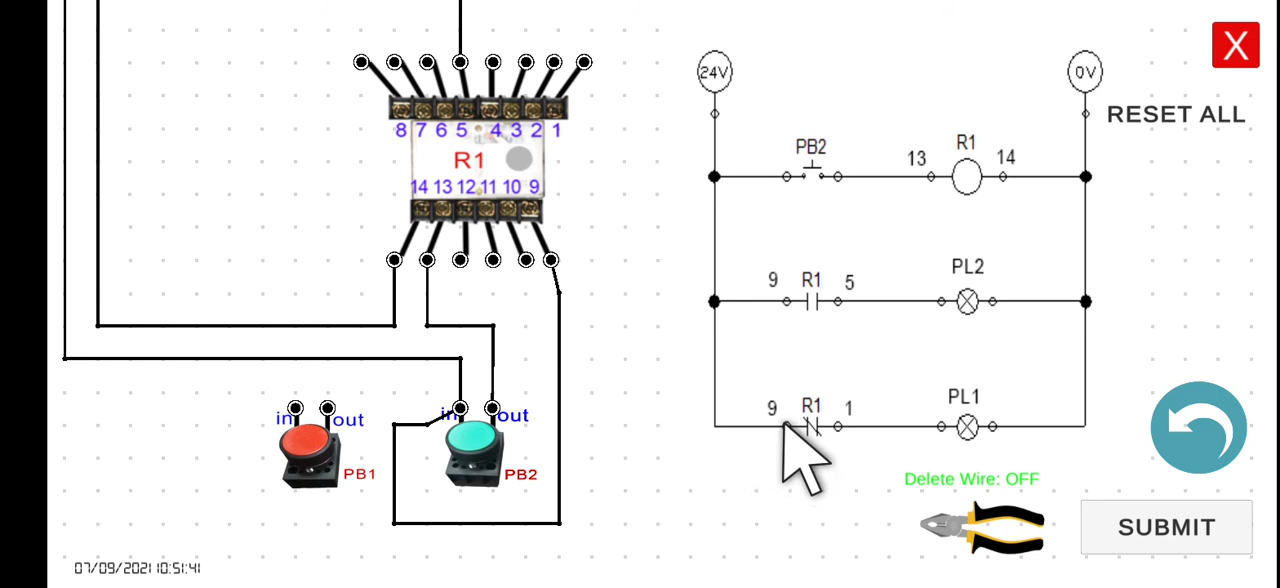 8 7 6 5 4 3 2 1
R1
14 13 12 11 10 9
in out
PB1
in out
PB2
24V 0V
PB2 13 R1 14
9 R1 5 PL2
9 R1 1 PL1
X
RESET ALL
Delete Wire: OFF
SUBMIT
07/09/2021 10:51:41